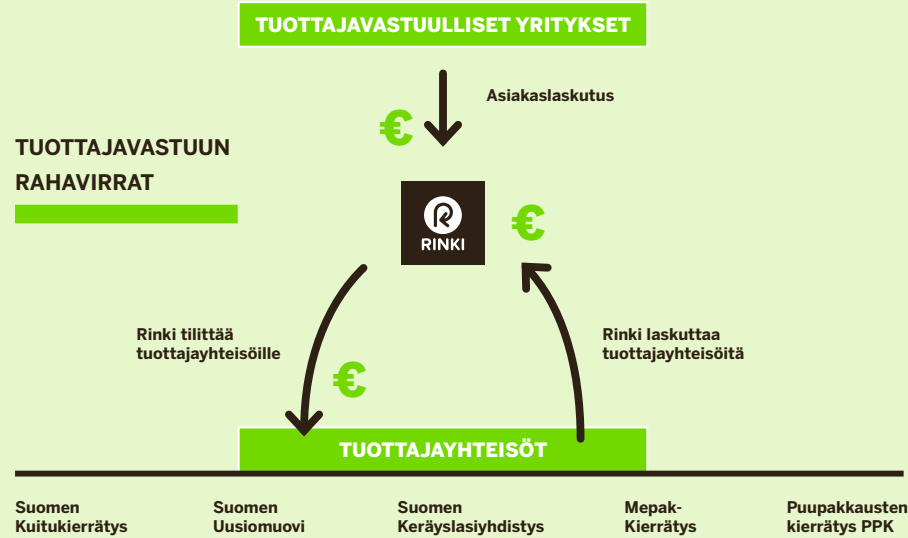 TUOTTAJAVASTUULLISET YRITYKSET
Asiakaslaskutus
€
TUOTTAJAVASTUUN
RAHAVIRRAT
RINKI
€
Rinki tilittää
tuottajayhteisöille
Rinki laskuttaa
tuottajayhteisöitä
€
TUOTTAJAYHTEISÖT
Suomen
Kuitukierrätys
Suomen
Uusiomuovi
Suomen
Keräyslasiyhdistys
Mepak-
Kierrätys
Puupakkausten
kierrätys PPK